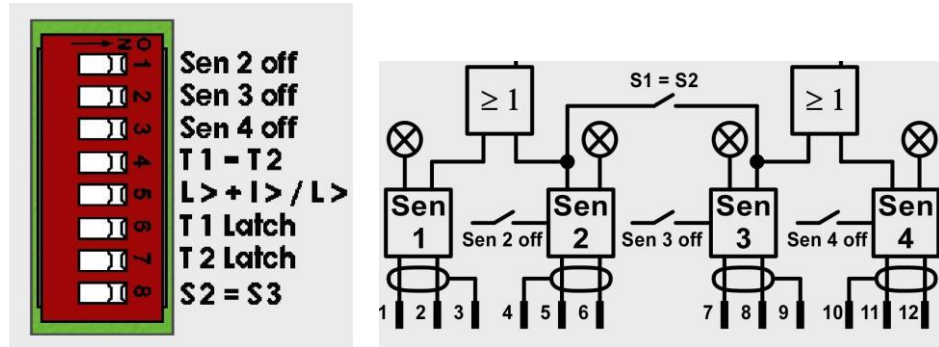 ON
1 Sen 2 off
2 Sen 3 off
3 Sen 4 off
4 T 1 = T 2
5 L > + I > / L >
6 T 1 Latch
7 T 2 Latch
8 S 2 = S 3
S1 = S2
≥ 1
≥ 1
Sen 1
Sen 2 off
Sen 2
Sen 3 off
Sen 3
Sen 4 off
Sen 4
1 2 3 4 5 6 7 8 9 10 11 12